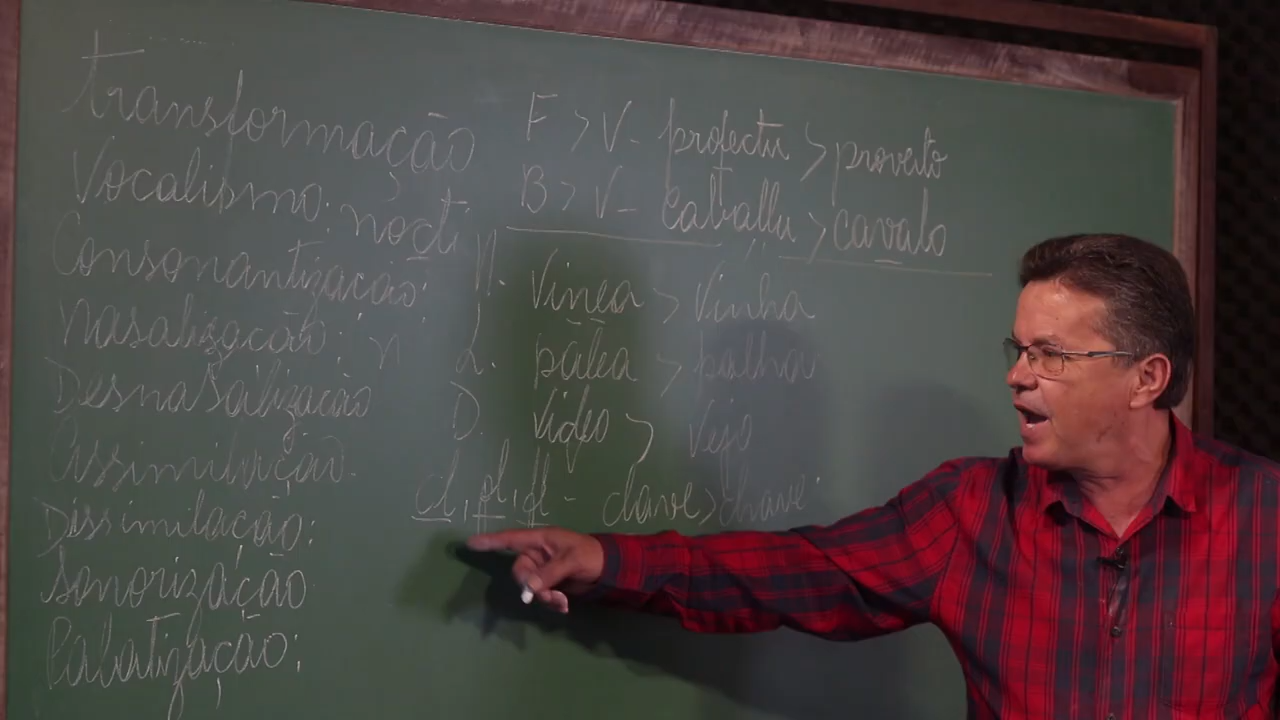 transformação
Vocalismo: nocti
Consonantização:
Nasalização: n
Desnasalização
Assimilação.
Dissimilação:
Sonorização
Palatização:
F > V - profectu > proveito
B > V - Caballu > cavalo
N. Vinea > Vinha
L. pálea > palha
D. Video > Vejo
cl, pl, fl - clave > chave